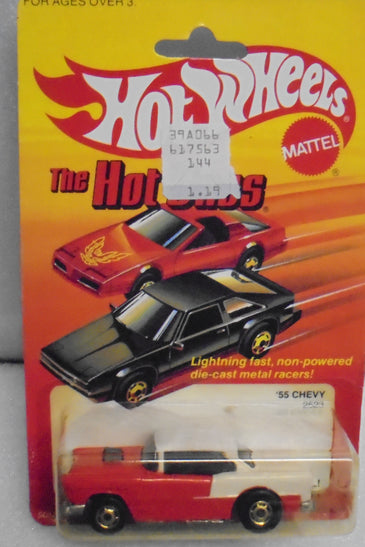 FOR AGES OVER 3.
HOT WHEELS
®
MATTEL
39A066
617563
144
1.19
The Hot Ones
Lightning fast, non-powered
die-cast metal racers!
'55 CHEVY
2523